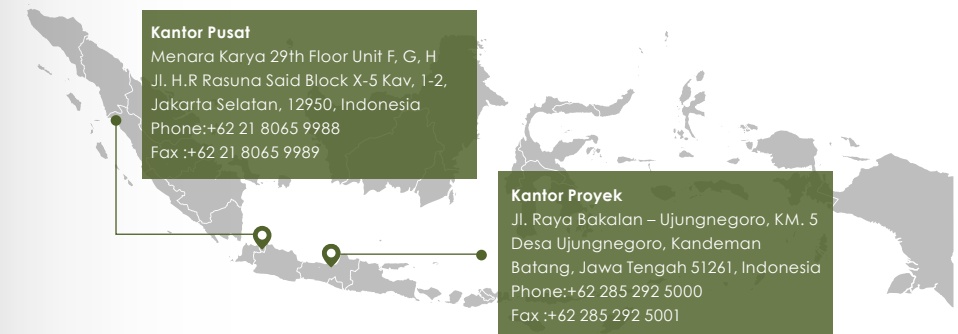 Kantor Pusat
Menara Karya 29th Floor Unit F, G, H
Jl. H.R Rasuna Said Block X-5 Kav, 1-2,
Jakarta Selatan, 12950, Indonesia
Phone:+62 21 8065 9988
Fax :+62 21 8065 9989
Kantor Proyek
Jl. Raya Bakalan – Ujungnegoro, KM. 5
Desa Ujungnegoro, Kandeman
Batang, Jawa Tengah 51261, Indonesia
Phone:+62 285 292 5000
Fax :+62 285 292 5001